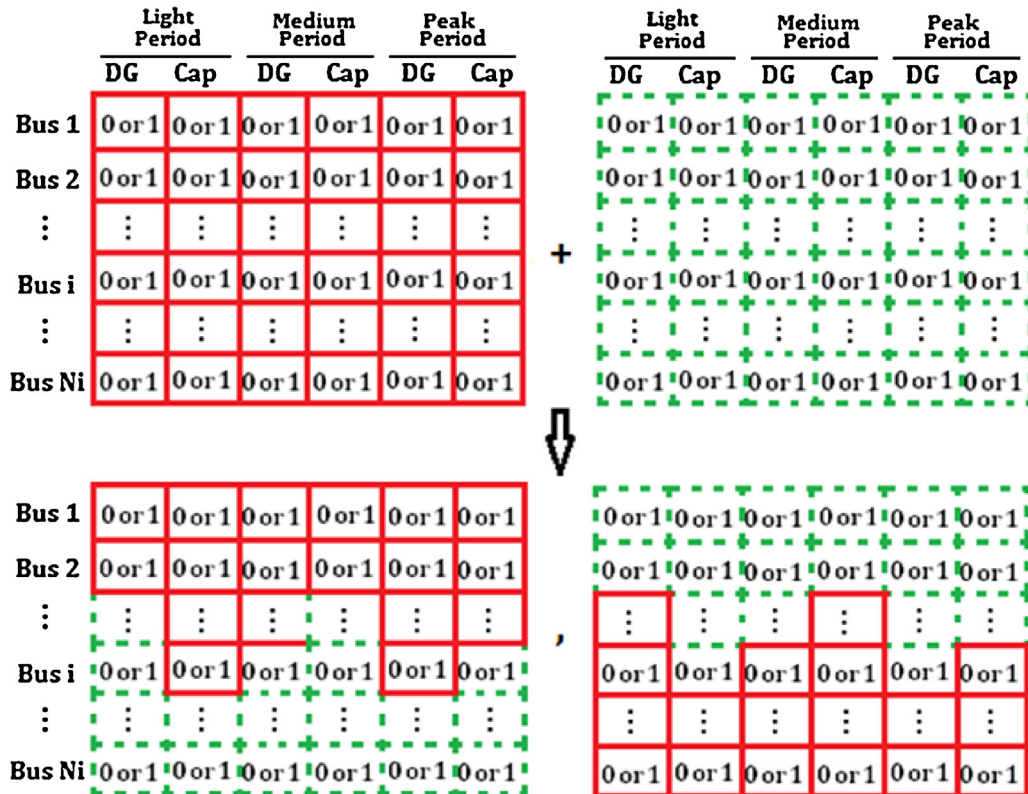 Light Period Medium Period Peak Period Light Period Medium Period Peak Period
DG Cap DG Cap DG Cap DG Cap DG Cap DG Cap
Bus 1 0 or 1 0 or 1 0 or 1 0 or 1 0 or 1 0 or 1 0 or 1 0 or 1 0 or 1 0 or 1 0 or 1 0 or 1
Bus 2 0 or 1 0 or 1 0 or 1 0 or 1 0 or 1 0 or 1 0 or 1 0 or 1 0 or 1 0 or 1 0 or 1 0 or 1
⋮ ⋮ ⋮ ⋮ ⋮ ⋮ ⋮ + ⋮ ⋮ ⋮ ⋮ ⋮ ⋮
Bus i 0 or 1 0 or 1 0 or 1 0 or 1 0 or 1 0 or 1 0 or 1 0 or 1 0 or 1 0 or 1 0 or 1 0 or 1
⋮ ⋮ ⋮ ⋮ ⋮ ⋮ ⋮ ⋮ ⋮ ⋮ ⋮ ⋮ ⋮
Bus Ni 0 or 1 0 or 1 0 or 1 0 or 1 0 or 1 0 or 1 0 or 1 0 or 1 0 or 1 0 or 1 0 or 1 0 or 1
Bus 1 0 or 1 0 or 1 0 or 1 0 or 1 0 or 1 0 or 1 0 or 1 0 or 1 0 or 1 0 or 1 0 or 1 0 or 1
Bus 2 0 or 1 0 or 1 0 or 1 0 or 1 0 or 1 0 or 1 0 or 1 0 or 1 0 or 1 0 or 1 0 or 1 0 or 1
⋮ ⋮ ⋮ ⋮ ⋮ ⋮ ⋮ , ⋮ ⋮ ⋮ ⋮ ⋮ ⋮
Bus i 0 or 1 0 or 1 0 or 1 0 or 1 0 or 1 0 or 1 0 or 1 0 or 1 0 or 1 0 or 1 0 or 1 0 or 1
⋮ ⋮ ⋮ ⋮ ⋮ ⋮ ⋮ ⋮ ⋮ ⋮ ⋮ ⋮ ⋮
Bus Ni 0 or 1 0 or 1 0 or 1 0 or 1 0 or 1 0 or 1 0 or 1 0 or 1 0 or 1 0 or 1 0 or 1 0 or 1